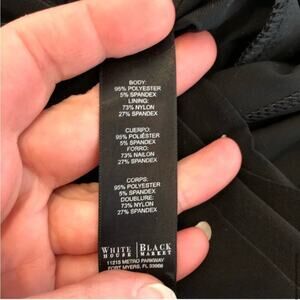 BODY:
95% POLYESTER
5% SPANDEX
LINING:
73% NYLON
27% SPANDEX
CUERPO:
95% POLIÉSTER
5% SPANDEX
FORRO:
73% NAILON
27% SPANDEX
CORPS:
95% POLYESTER
5% SPANDEX
DOUBLURE:
73% NYLON
27% SPANDEX
WHITE | BLACK
HOUSE | MARKET
11215 METRO PARKWAY
FORT MYERS, FL 33966